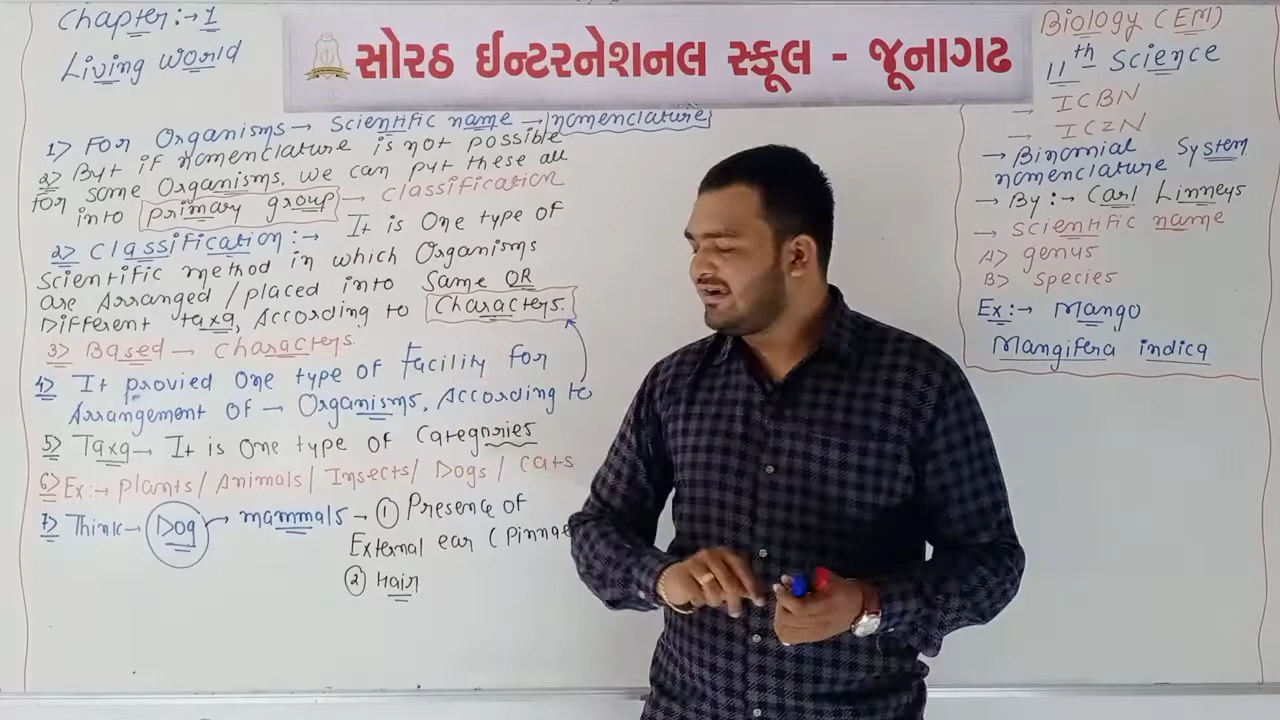 Chapter:→ 1
Living world
સોરઠ ઈન્ટરનેશનલ સ્કૂલ - જૂનાગઢ
Biology (EM)
11th Science
1> For Organisms → Scientific name → nomenclature
2> But if nomenclature is not possible
for some Organisms. we can put these all
into primary group → classification
2> Classification :→ It is One type of
scientific method in which Organisms
are Arranged / placed into Same OR
Different taxa, According to Characters.
3> Based → characters.
4> It provied One type of Facility For
Arrangement OF → Organisms, According to
5> Taxa → It is One type of Categories
6> Ex:→ Plants / Animals / Insects / Dogs / Cats
7> Think → Dog → mammals → ① Presence of
External ear (Pinnae
② Hair
→ ICBN
→ ICZN
→ Binomial System
nomenclature
→ By :→ Carl Linneus
→ scientific name
A> genus
B> Species
Ex:→ Mango
Mangifera indica